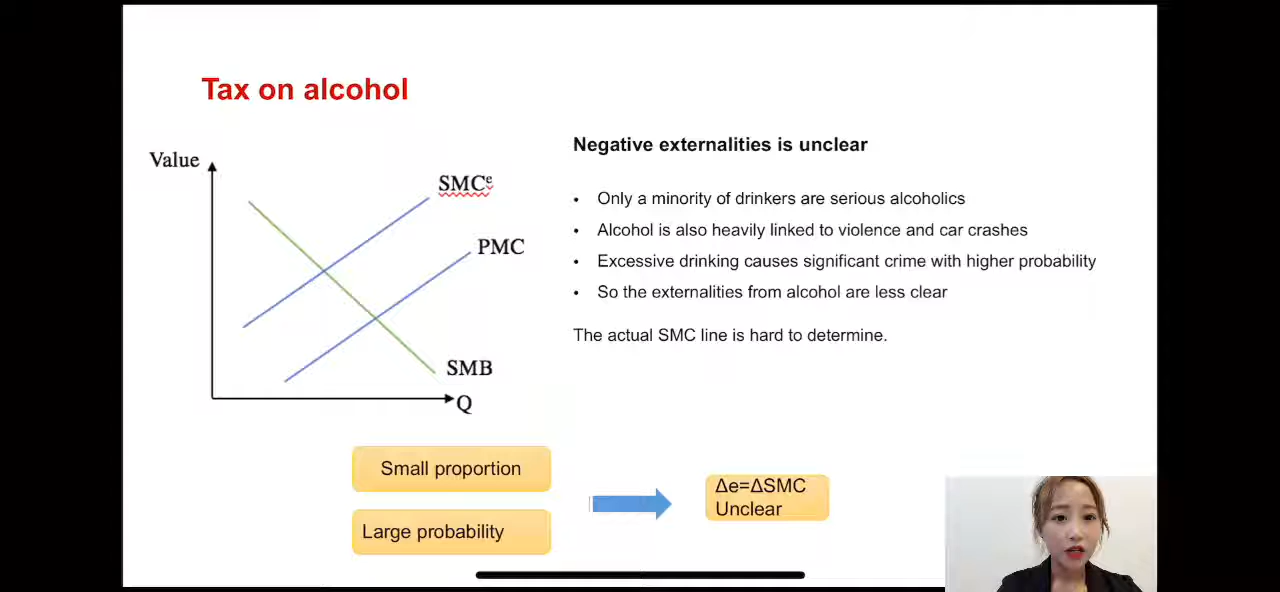 Tax on alcohol
Value
SMCᵉ
PMC
SMB
Q
Negative externalities is unclear
• Only a minority of drinkers are serious alcoholics
• Alcohol is also heavily linked to violence and car crashes
• Excessive drinking causes significant crime with higher probability
• So the externalities from alcohol are less clear
The actual SMC line is hard to determine.
Small proportion
Large probability
Δe=ΔSMC
Unclear